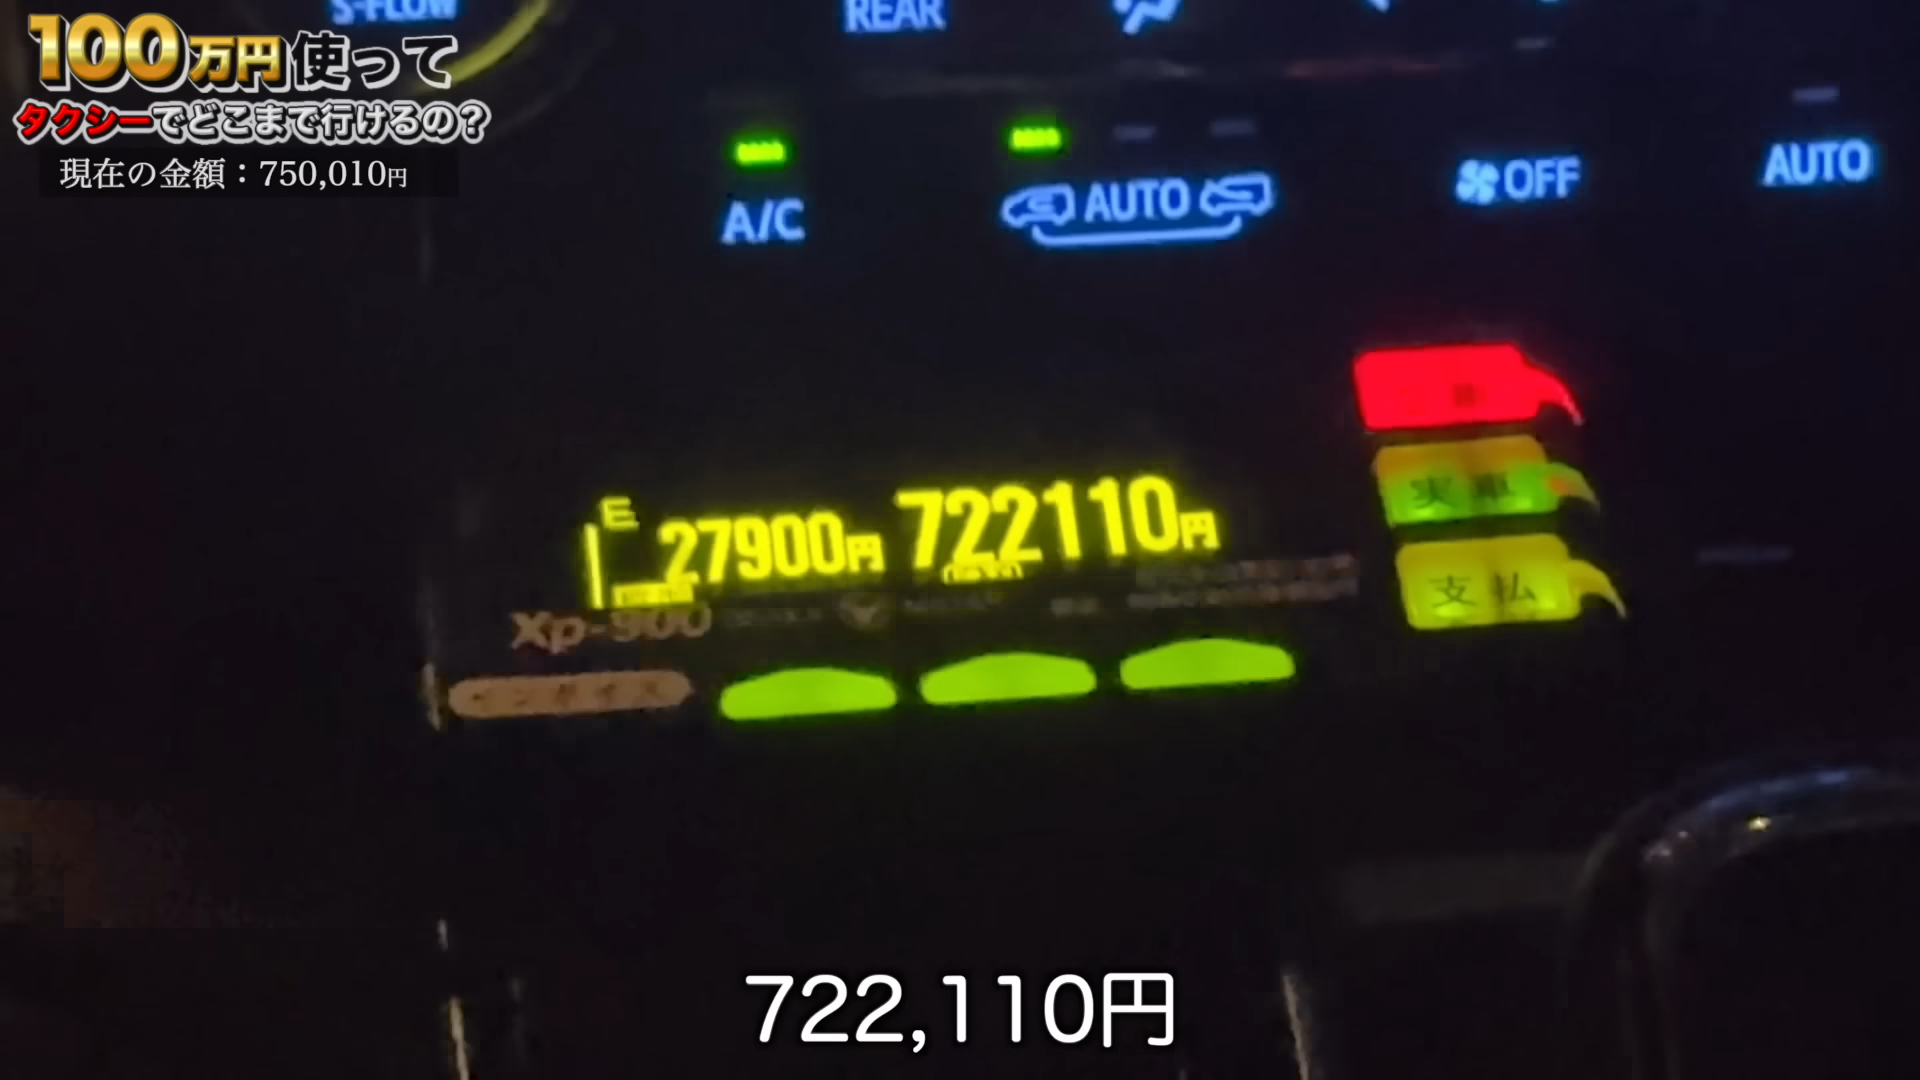 S-FLOW
REAR
100万円使って
タクシーでどこまで行けるの?
現在の金額：750,010円
A/C
AUTO
OFF
AUTO
E
27900円 722110円
実車
支払
Xp-900
インボイス
722,110円